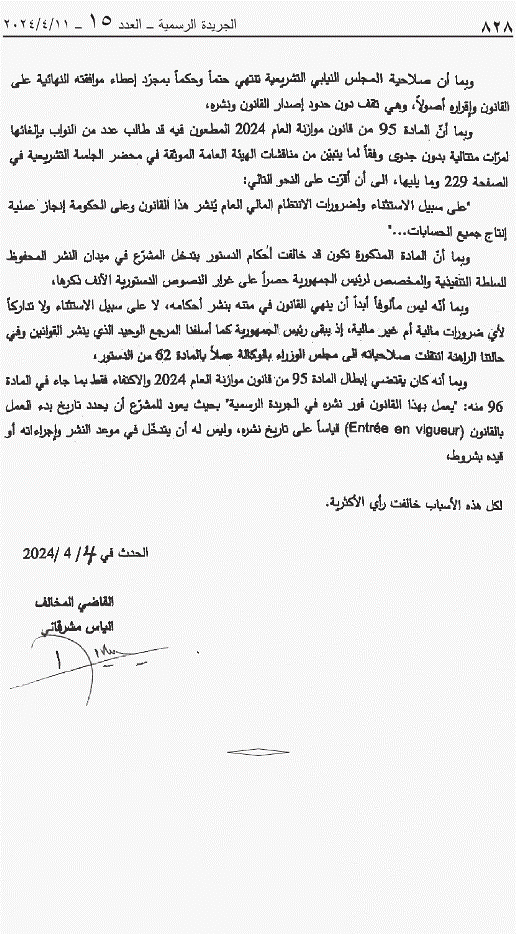 ٨٢٨
الجريدة الرسمية ــ العدد ١٥ ــ ٢٠٢٤/٤/١١
وبما أن صلاحية المجلس النيابي التشريعية تنتهي حتماً وحكماً بمجرّد إعطاء موافقته النهائية على
القانون وإقراره أصولاً، وهي تقف دون حدود إصدار القانون ونشره،
وبما أنّ المادة 95 من قانون موازنة العام 2024 المطعون فيه قد طالب عدد من النواب بإلغائها
لمرّات متتالية بدون جدوى وفقاً لما يتبيّن من مناقشات الهيئة العامة الموثقة في محضر الجلسة التشريعية في
الصفحة 229 وما يليها، الى أن أقرّت على النحو التالي:
"على سبيل الاستثناء ولضرورات الانتظام المالي العام يُنشر هذا القانون وعلى الحكومة إنجاز عملية
إنتاج جميع الحسابات..."
وبما أنّ المادة المذكورة تكون قد خالفت أحكام الدستور بتدخل المشرّع في ميدان النشر المحفوظ
للسلطة التنفيذية والمخصص لرئيس الجمهورية حصراً على غرار النصوص الدستورية الآنف ذكرها،
وبما أنّه ليس مألوفاً أبداً أن ينهي القانون في متنه بنشر أحكامه، لا على سبيل الاستثناء ولا تداركاً
لأي ضرورات مالية أم غير مالية، إذ يبقى رئيس الجمهورية كما أسلفنا المرجع الوحيد الذي ينشر القوانين وفي
حالتنا الراهنة انتقلت صلاحياته الى مجلس الوزراء بالوكالة عملاً بالمادة 62 من الدستور،
وبما أنه كان يقتضي إبطال المادة 95 من قانون موازنة العام 2024 والاكتفاء فقط بما جاء في المادة
96 منه: "يعمل بهذا القانون فور نشره في الجريدة الرسمية" بحيث يعود للمشرّع أن يحدد تاريخ بدء العمل
بالقانون (Entrée en vigueur) قياساً على تاريخ نشره، وليس له أن يتدخّل في موعد النشر وإجراءاته أو
قيده بشروط،
لكل هذه الأسباب خالفت رأي الأكثرية.
الحدث في 4/ 4 /2024
القاضي المخالف
الياس مشرقاني